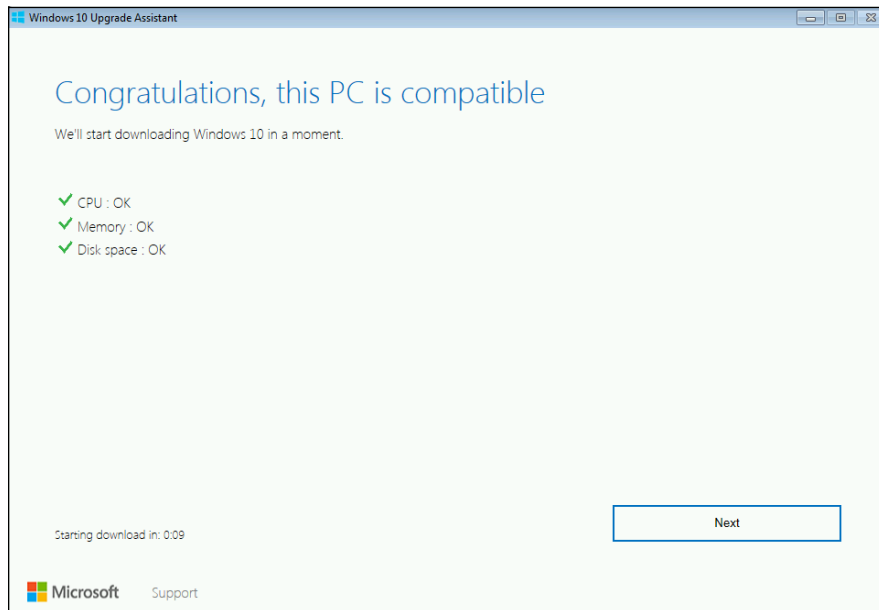 Windows 10 Upgrade Assistant
Congratulations, this PC is compatible
We'll start downloading Windows 10 in a moment.
CPU : OK
Memory : OK
Disk space : OK
Starting download in: 0:09
Next
Microsoft Support